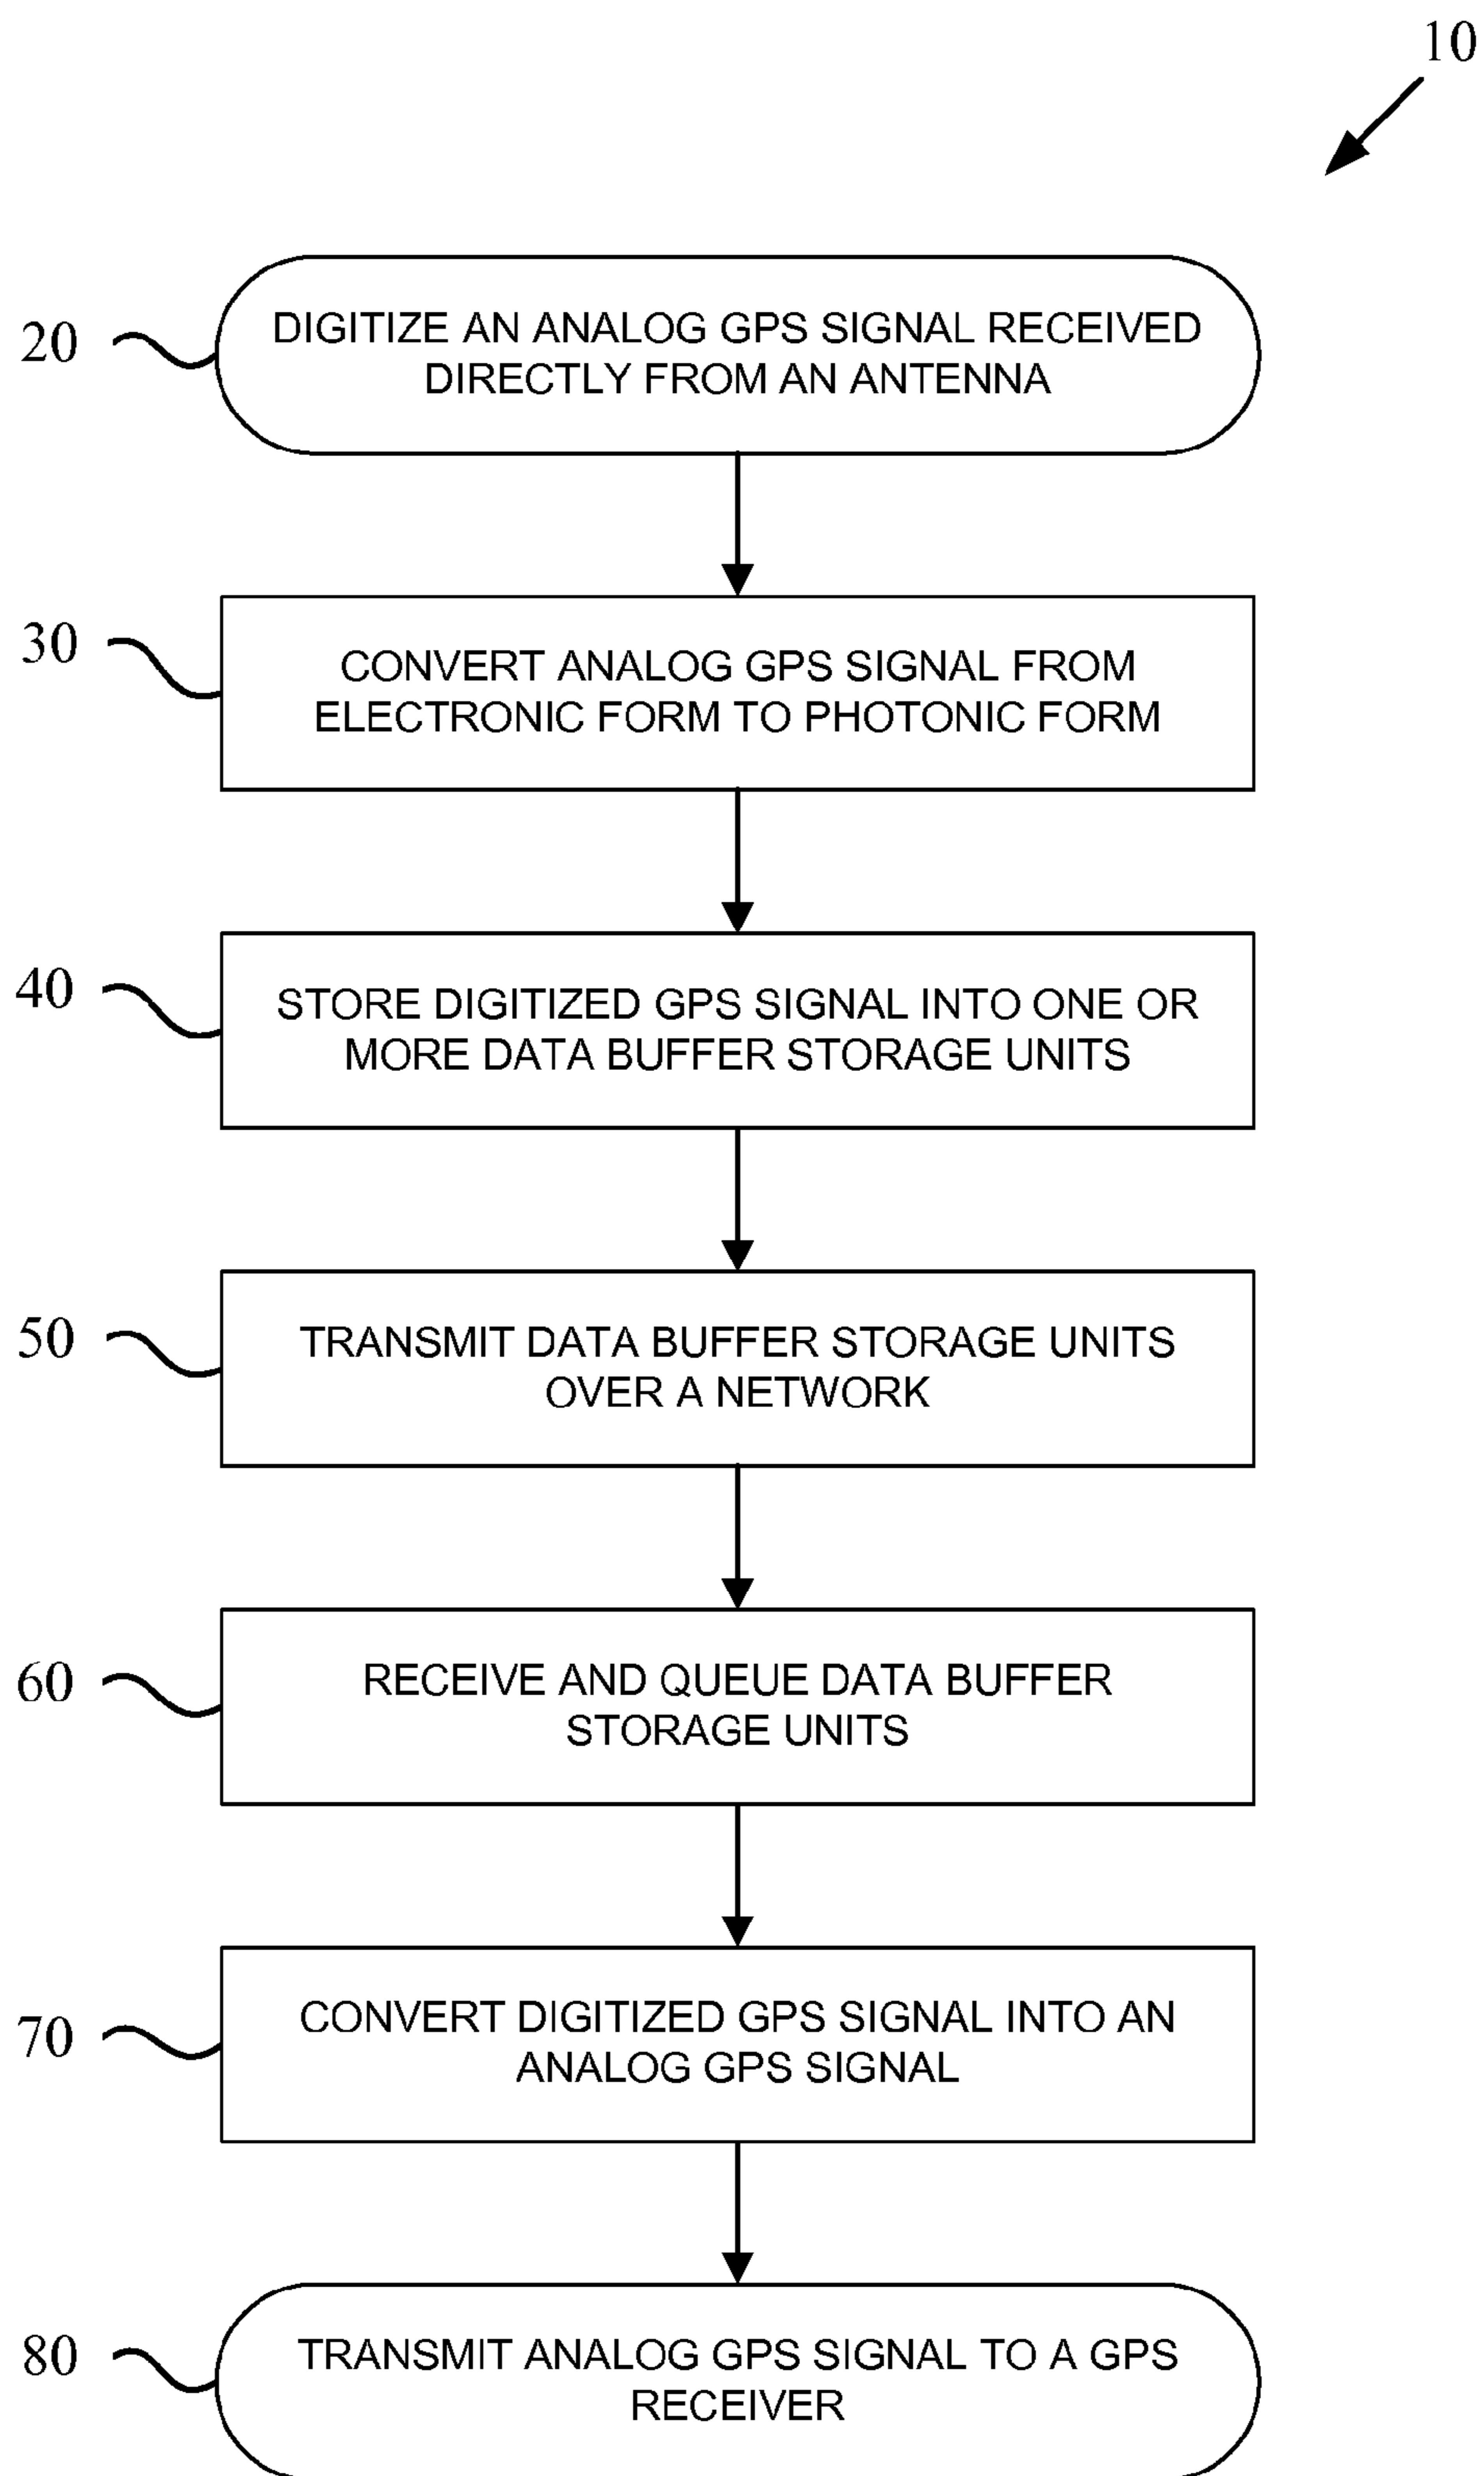 10
20
DIGITIZE AN ANALOG GPS SIGNAL RECEIVED
DIRECTLY FROM AN ANTENNA
30
CONVERT ANALOG GPS SIGNAL FROM
ELECTRONIC FORM TO PHOTONIC FORM
40
STORE DIGITIZED GPS SIGNAL INTO ONE OR
MORE DATA BUFFER STORAGE UNITS
50
TRANSMIT DATA BUFFER STORAGE UNITS
OVER A NETWORK
60
RECEIVE AND QUEUE DATA BUFFER
STORAGE UNITS
70
CONVERT DIGITIZED GPS SIGNAL INTO AN
ANALOG GPS SIGNAL
80
TRANSMIT ANALOG GPS SIGNAL TO A GPS
RECEIVER